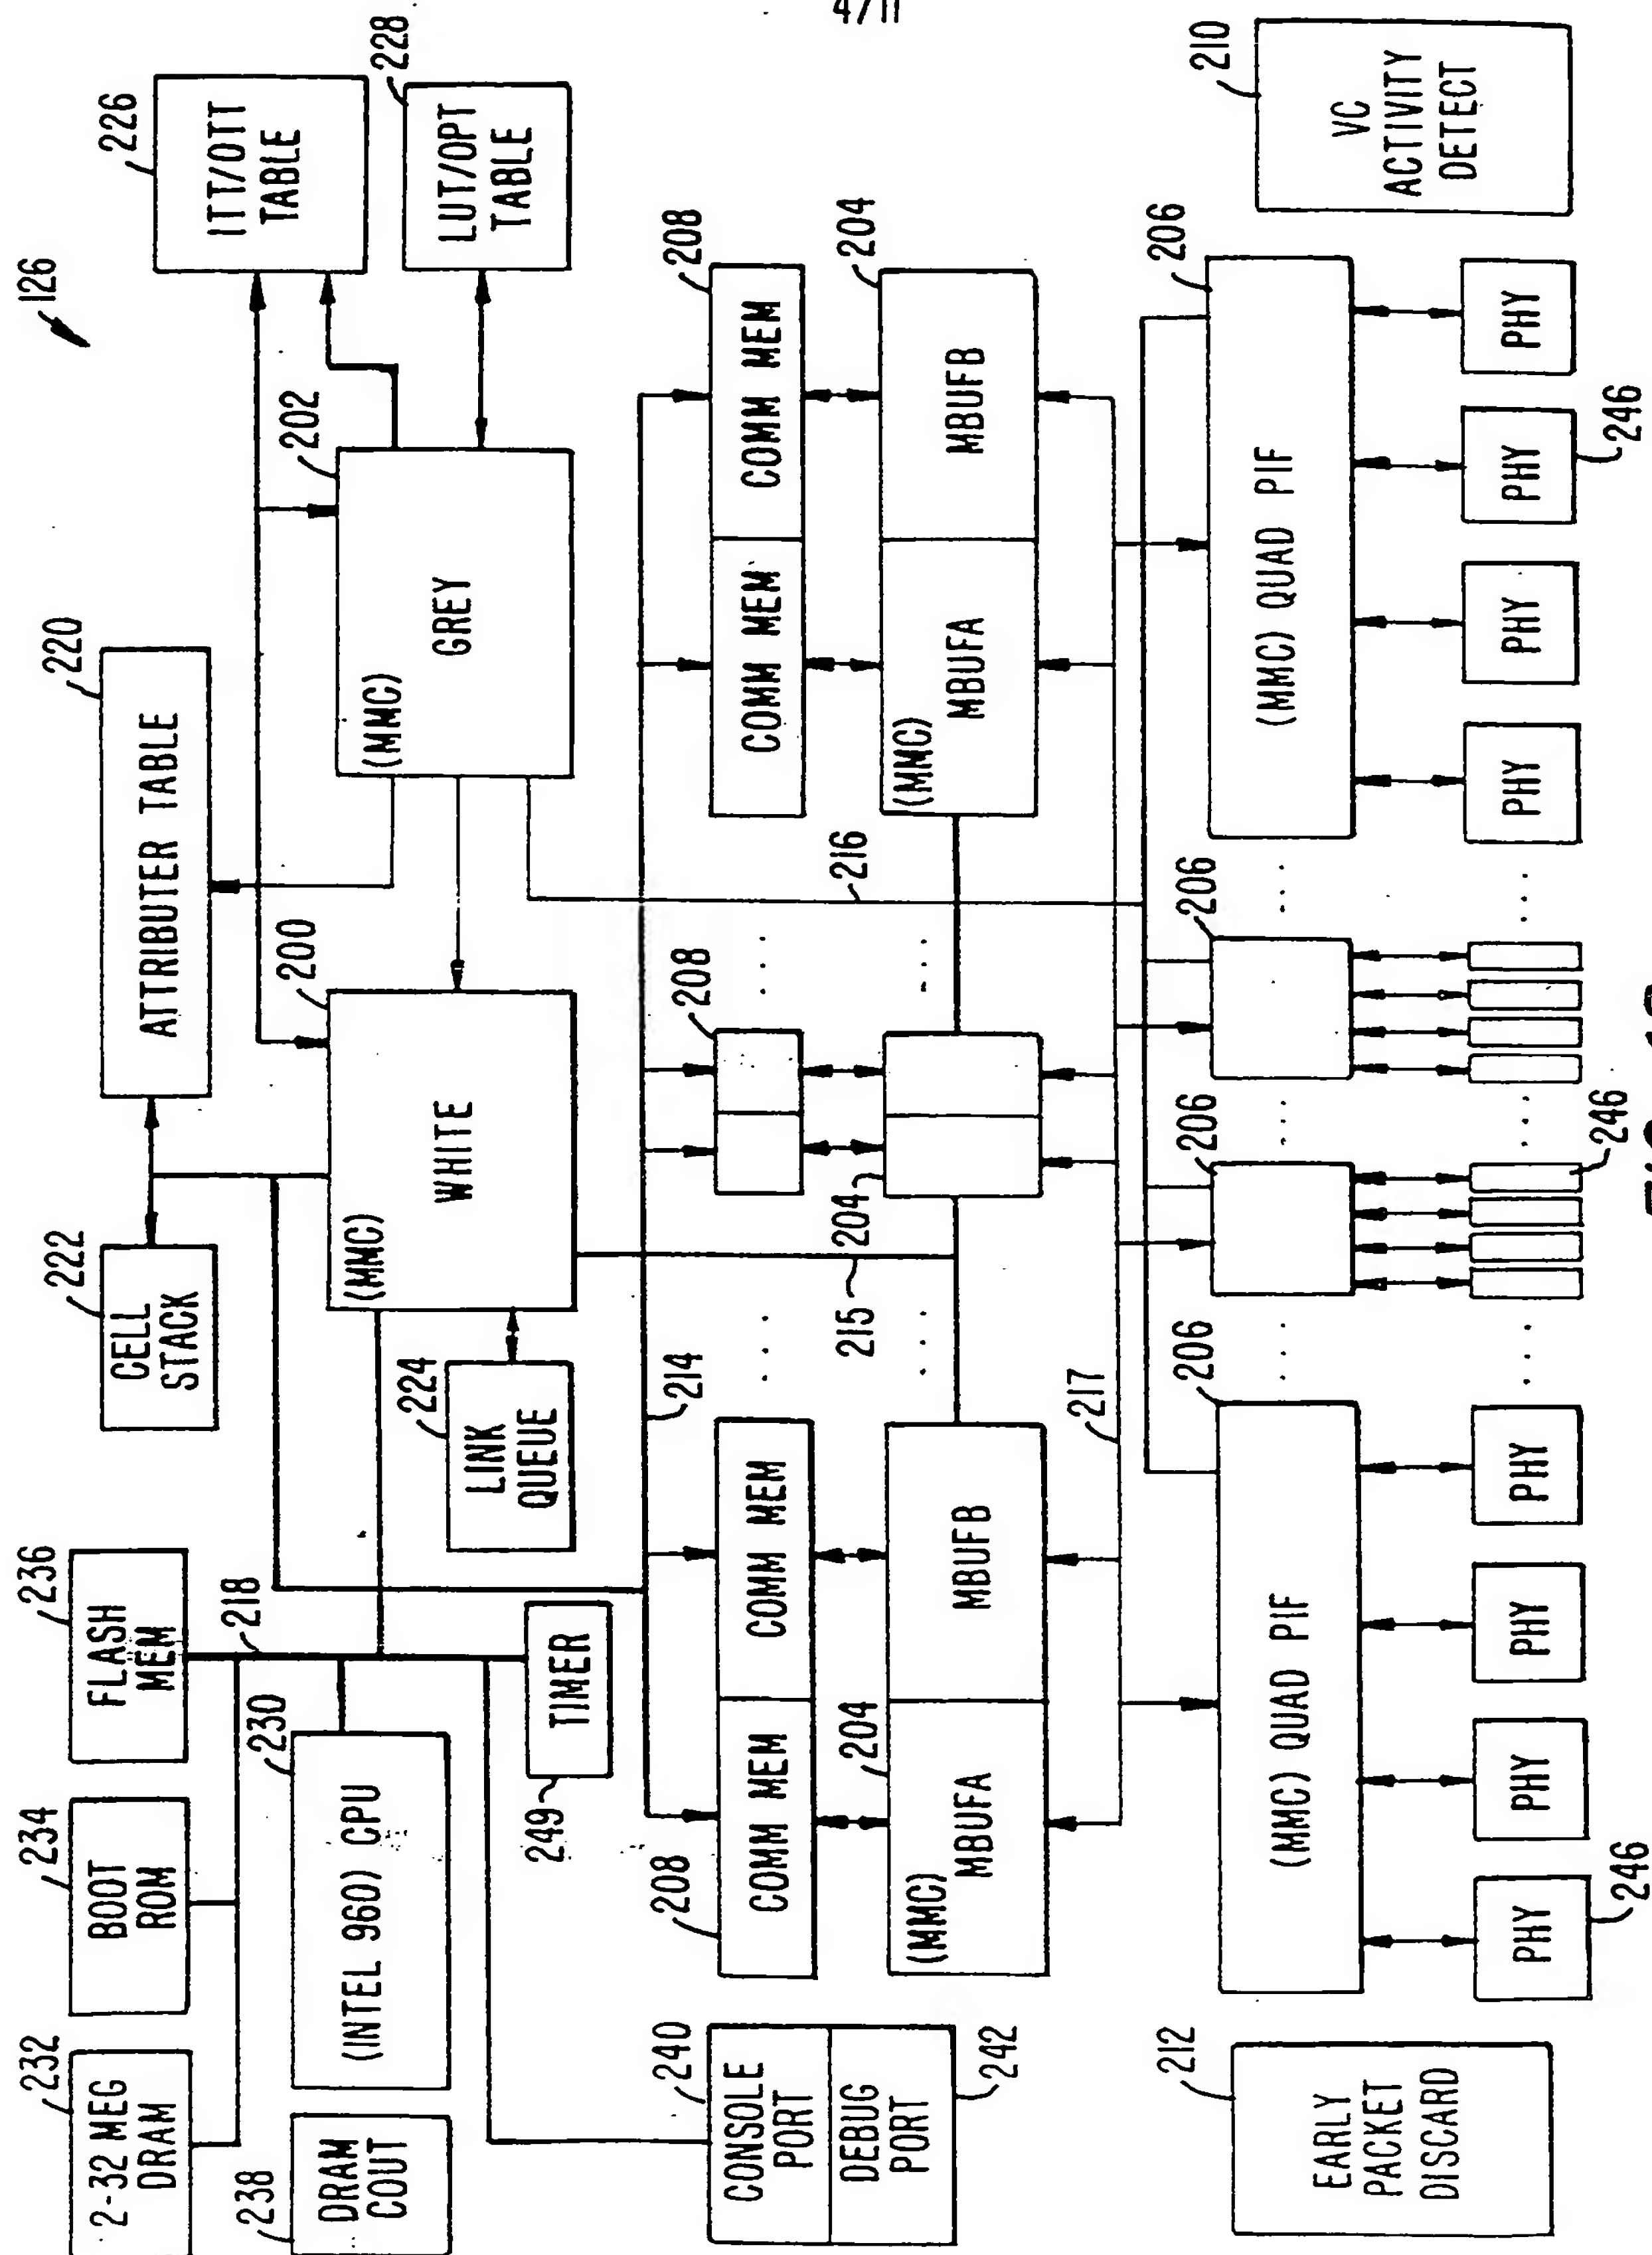 4/11
126
232
2-32 MEG
DRAM
234
BOOT
ROM
236
FLASH
MEM
222
CELL
STACK
220
ATTRIBUTER TABLE
226
ITT/OTT
TABLE
228
LUT/OPT
TABLE
238
DRAM
COUT
230
(INTEL 960) CPU
218
249
TIMER
224
LINK
QUEUE
200
(MMC)
WHITE
202
(MMC)
GREY
240
CONSOLE
PORT
DEBUG
PORT
242
214
215
216
217
208
COMM MEM
COMM MEM
208
208
COMM MEM
COMM MEM
204
(MMC)
MBUFA
MBUFB
204
204
(MMC)
MBUFA
MBUFB
212
EARLY
PACKET
DISCARD
206
(MMC) QUAD PIF
206
206
206
(MMC) QUAD PIF
210
VC
ACTIVITY
DETECT
PHY
PHY
PHY
PHY
PHY
PHY
PHY
PHY
246
246
246